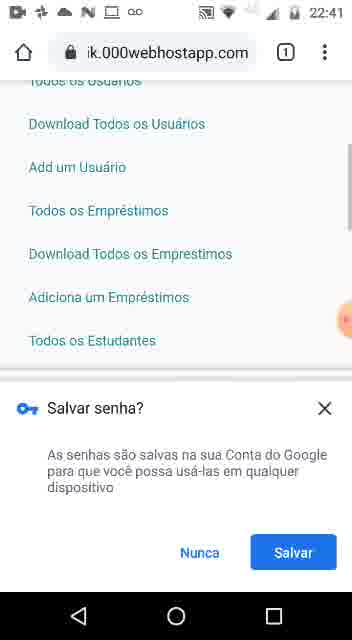 22:41
ik.000webhostapp.com
1
Todos os Usuários
Download Todos os Usuários
Add um Usuário
Todos os Empréstimos
Download Todos os Emprestimos
Adiciona um Empréstimos
Todos os Estudantes
Salvar senha?
As senhas são salvas na sua Conta do Google
para que você possa usá-las em qualquer
dispositivo
Nunca
Salvar